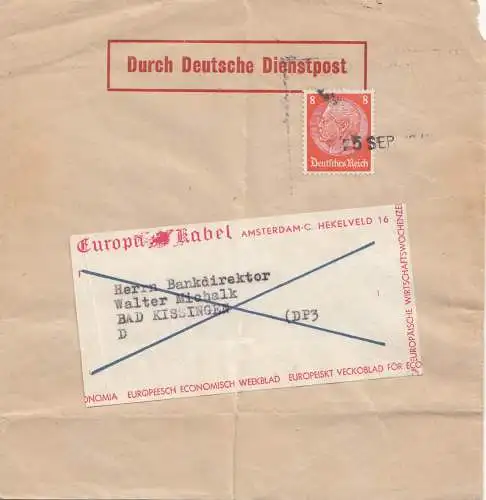 Durch Deutsche Dienstpost
8 8
Deutsches Reich
5 SEP
Europa Kabel AMSTERDAM-C. HEKELVELD 16
Herrn Bankdirektor
Walter Michalk
BAD KISSINGEN (DP3
D
EUROPÄISCHE WIRTSCHAFTSWOCHENZE
ONOMIA EUROPEESCH ECONOMISCH WEEKBLAD EUROPEISKT VECKOBLAD FÖR E